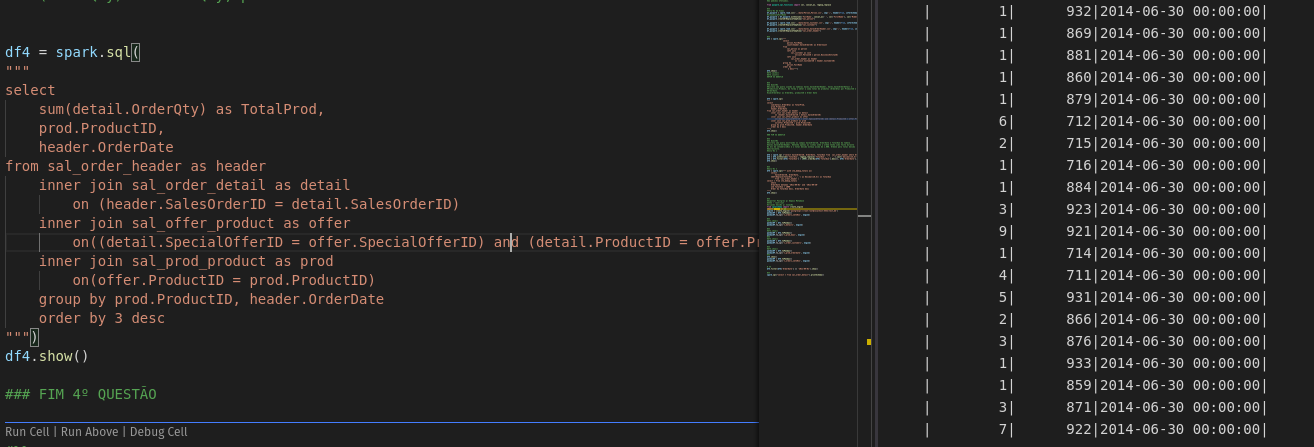 df4 = spark.sql(
"""
select
    sum(detail.OrderQty) as TotalProd,
    prod.ProductID,
    header.OrderDate
from sal_order_header as header
    inner join sal_order_detail as detail
        on (header.SalesOrderID = detail.SalesOrderID)
    inner join sal_offer_product as offer
        on((detail.SpecialOfferID = offer.SpecialOfferID) and (detail.ProductID = offer.P
    inner join sal_prod_product as prod
        on(offer.ProductID = prod.ProductID)
    group by prod.ProductID, header.OrderDate
    order by 3 desc
""")
df4.show()
### FIM 4º QUESTÃO
Run Cell | Run Above | Debug Cell
|        1|      932|2014-06-30 00:00:00|
|        1|      869|2014-06-30 00:00:00|
|        1|      881|2014-06-30 00:00:00|
|        1|      860|2014-06-30 00:00:00|
|        1|      879|2014-06-30 00:00:00|
|        6|      712|2014-06-30 00:00:00|
|        2|      715|2014-06-30 00:00:00|
|        1|      716|2014-06-30 00:00:00|
|        1|      884|2014-06-30 00:00:00|
|        3|      923|2014-06-30 00:00:00|
|        9|      921|2014-06-30 00:00:00|
|        1|      714|2014-06-30 00:00:00|
|        4|      711|2014-06-30 00:00:00|
|        5|      931|2014-06-30 00:00:00|
|        2|      866|2014-06-30 00:00:00|
|        3|      876|2014-06-30 00:00:00|
|        1|      933|2014-06-30 00:00:00|
|        1|      859|2014-06-30 00:00:00|
|        3|      871|2014-06-30 00:00:00|
|        7|      922|2014-06-30 00:00:00|